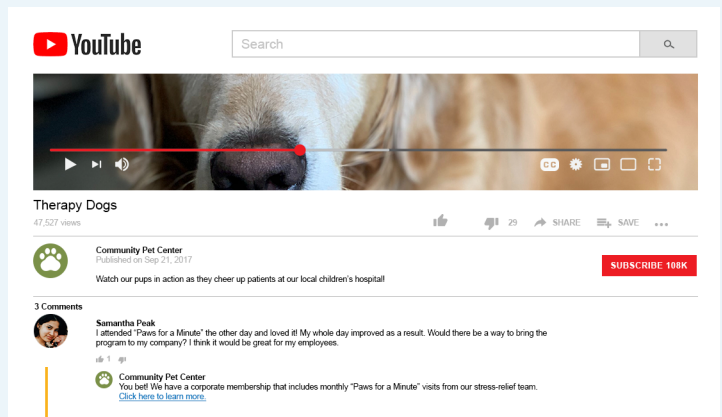 YouTube
Search
CC
Therapy Dogs
47,527 views
29 SHARE SAVE
Community Pet Center
Published on Sep 21, 2017
SUBSCRIBE 108K
Watch our pups in action as they cheer up patients at our local children's hospital!
3 Comments
Samantha Peak
I attended "Paws for a Minute" the other day and loved it! My whole day improved as a result. Would there be a way to bring the
program to my company? I think it would be great for my employees.
1
Community Pet Center
You bet! We have a corporate membership that includes monthly "Paws for a Minute" visits from our stress-relief team.
Click here to learn more.